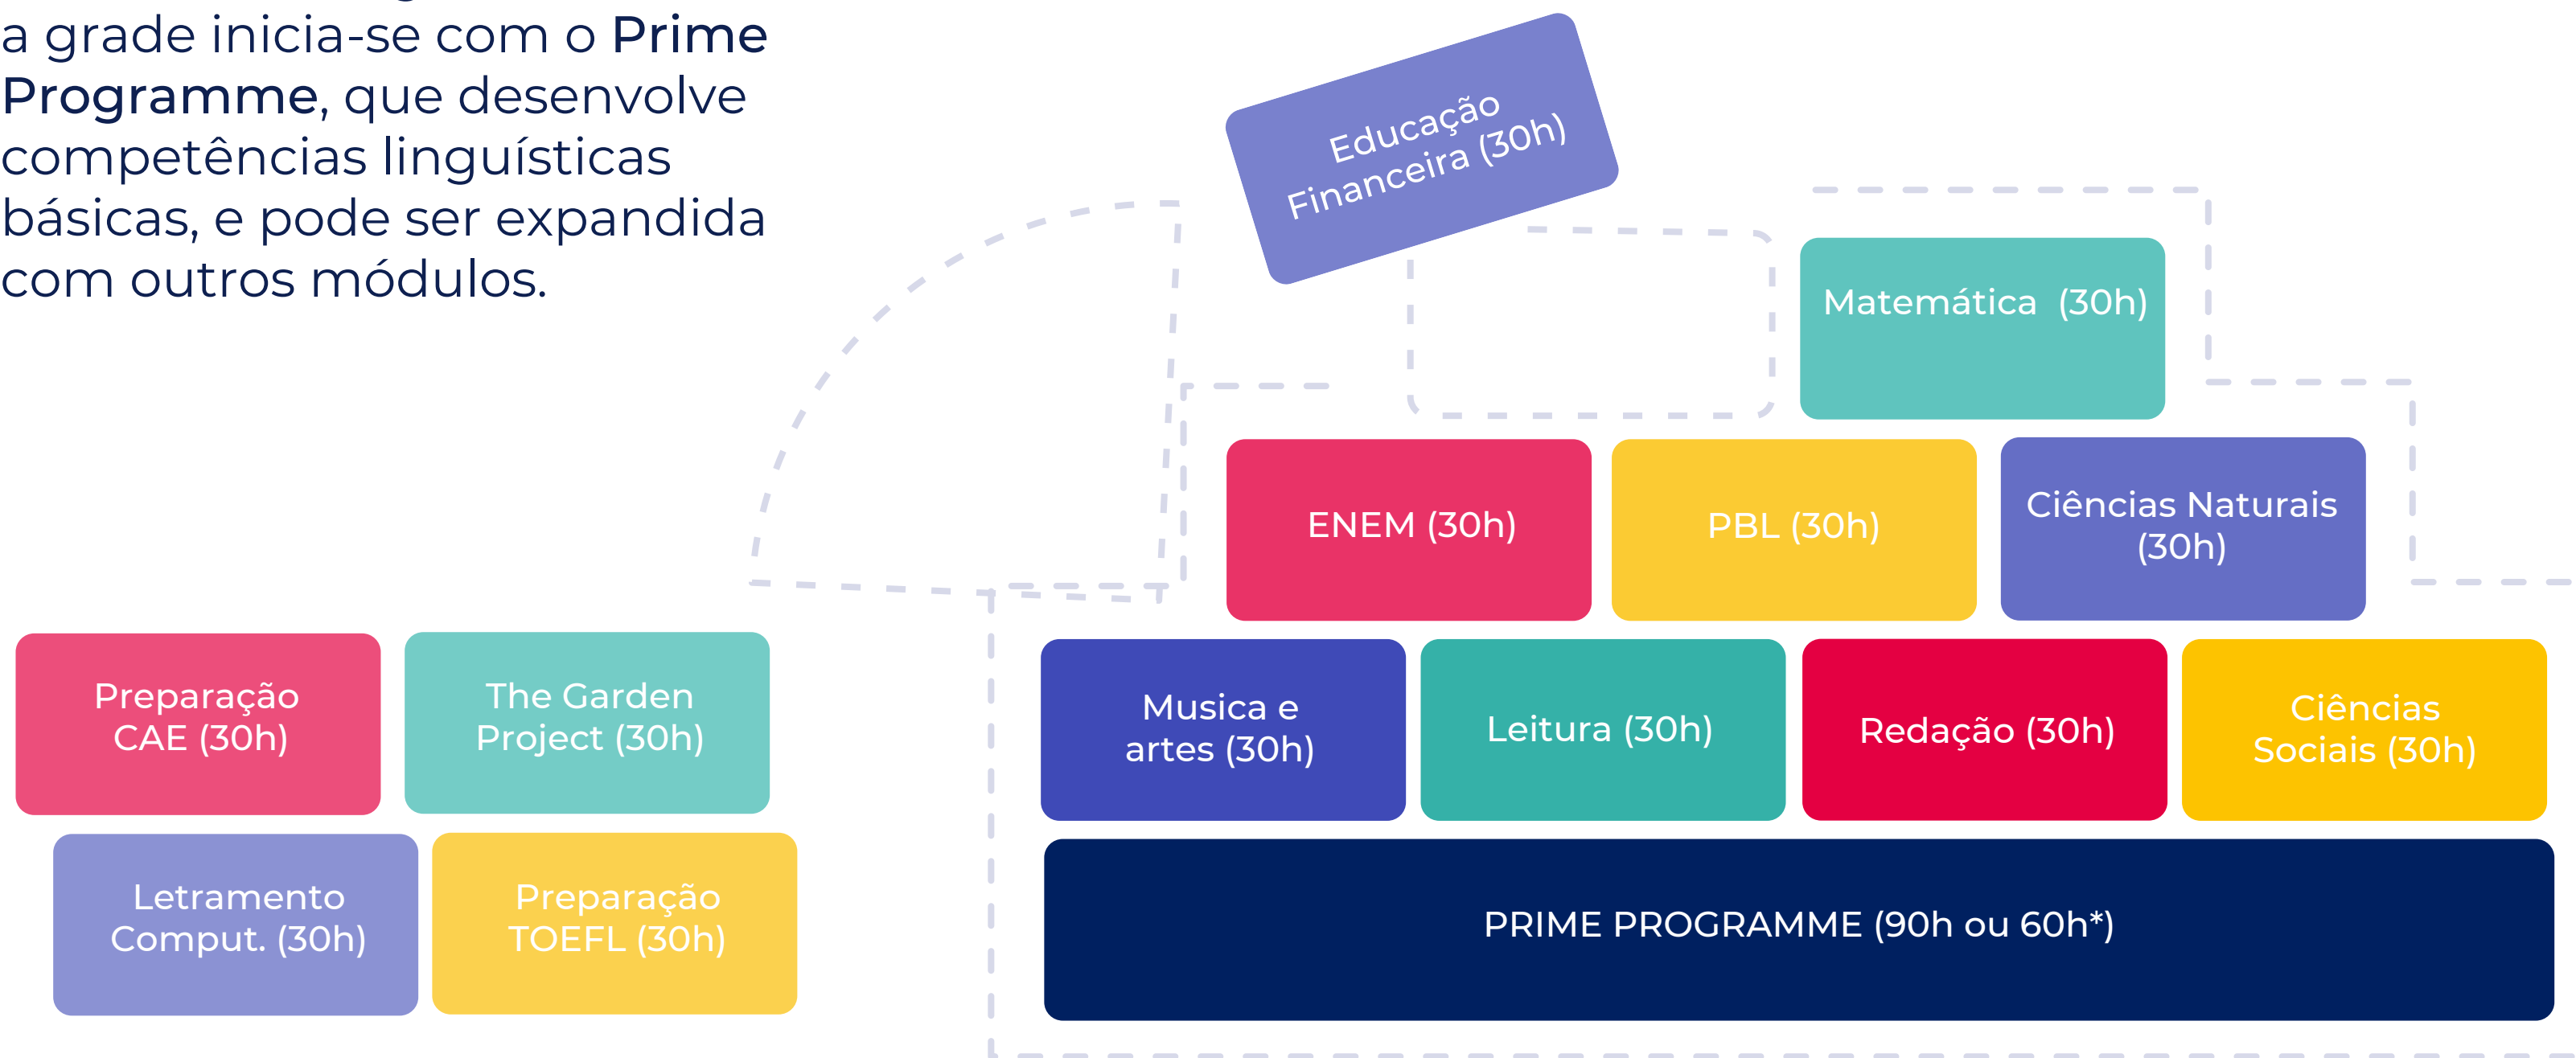 a grade inicia-se com o Prime
Programme, que desenvolve
competências linguísticas
básicas, e pode ser expandida
com outros módulos.
Educação
Financeira (30h)
Matemática (30h)
ENEM (30h)
PBL (30h)
Ciências Naturais
(30h)
Preparação
CAE (30h)
The Garden
Project (30h)
Musica e
artes (30h)
Leitura (30h)
Redação (30h)
Ciências
Sociais (30h)
Letramento
Comput. (30h)
Preparação
TOEFL (30h)
PRIME PROGRAMME (90h ou 60h*)